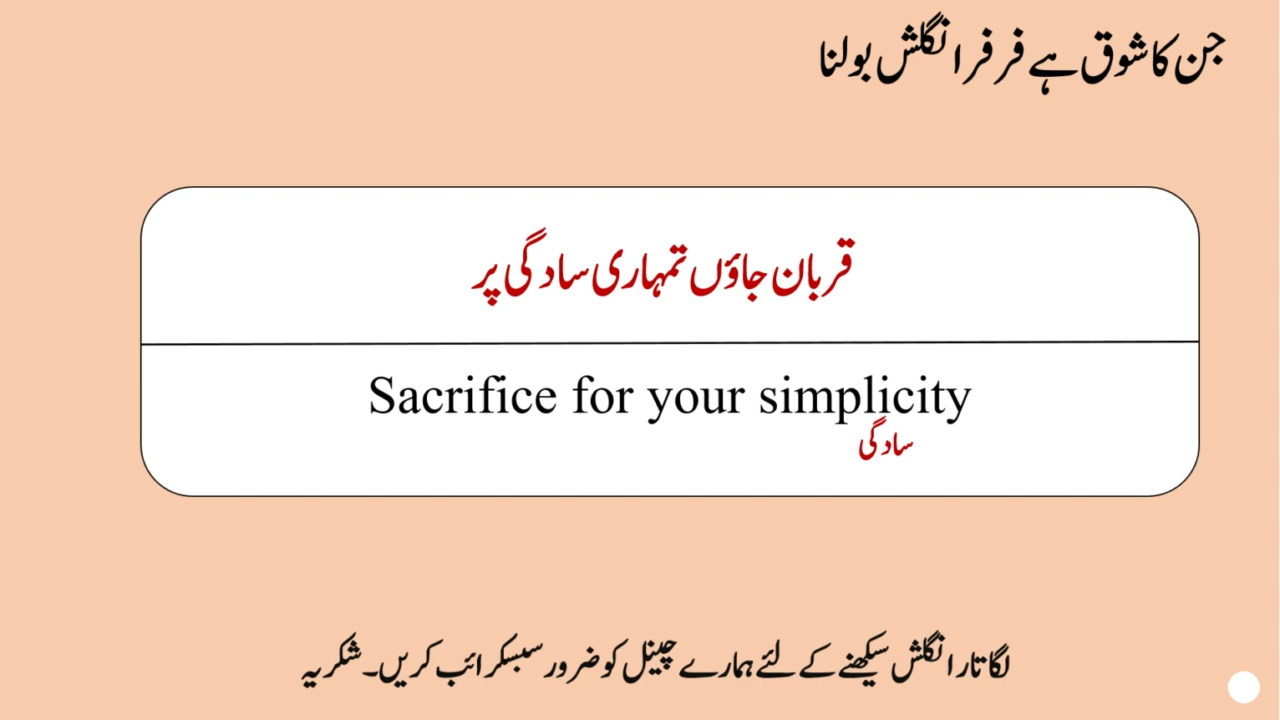 جن کا شوق ہے فر فر انگلش بولنا
قربان جاؤں تمہاری سادگی پر
Sacrifice for your simplicity
سادگی
لگاتار انگلش سیکھنے کے لئے ہمارے چینل کو ضرور سبسکرائب کریں۔ شکریہ